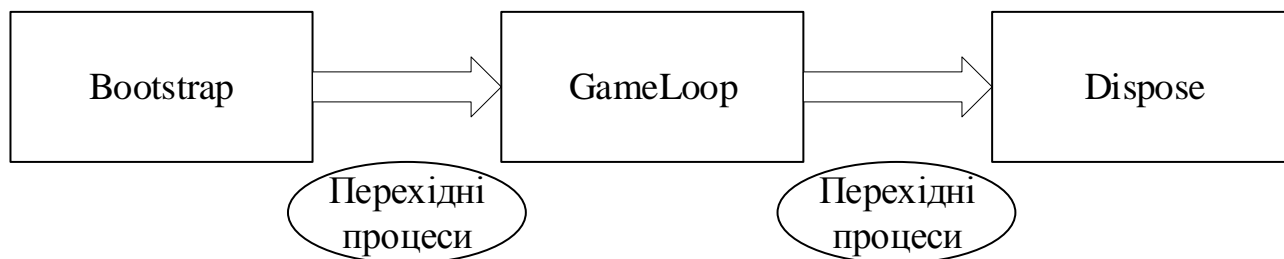 Bootstrap
GameLoop
Dispose
Перехідні
процеси
Перехідні
процеси